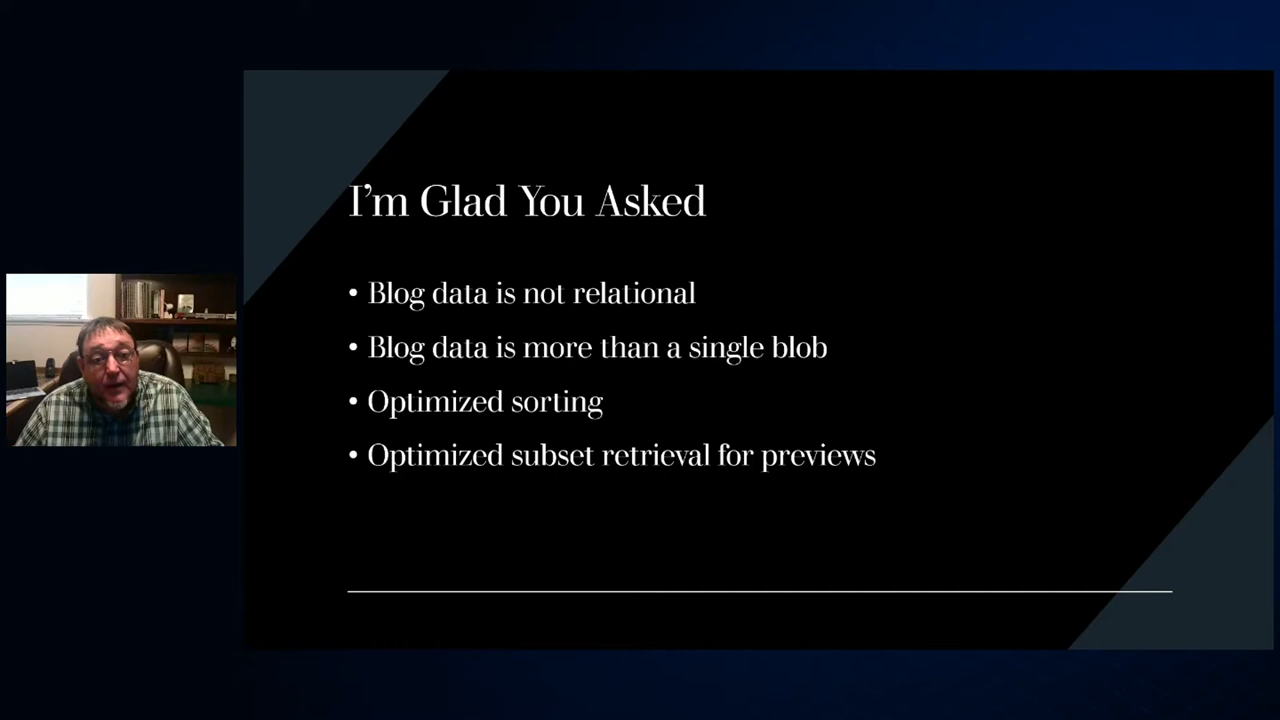 I’m Glad You Asked
• Blog data is not relational
• Blog data is more than a single blob
• Optimized sorting
• Optimized subset retrieval for previews